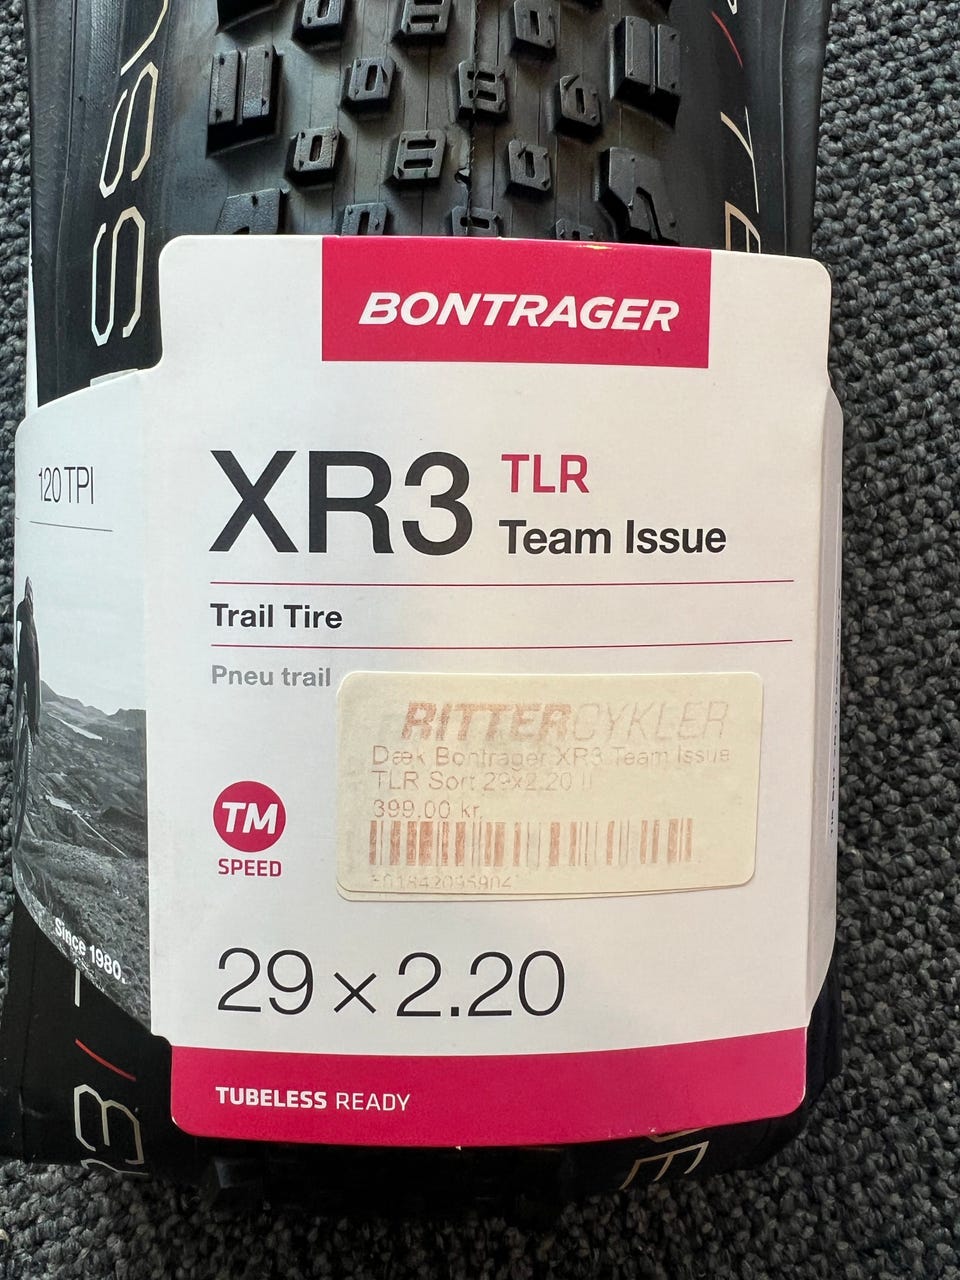 BONTRAGER
120 TPI
XR3 TLR
Team Issue
Trail Tire
Pneu trail
RITTERCYKLER
Dæk Bontrager XR3 Team Issue
TLR Sort 29x2.20
399.00 kr.
TM
SPEED
Since 1980.
29 x 2.20
TUBELESS READY